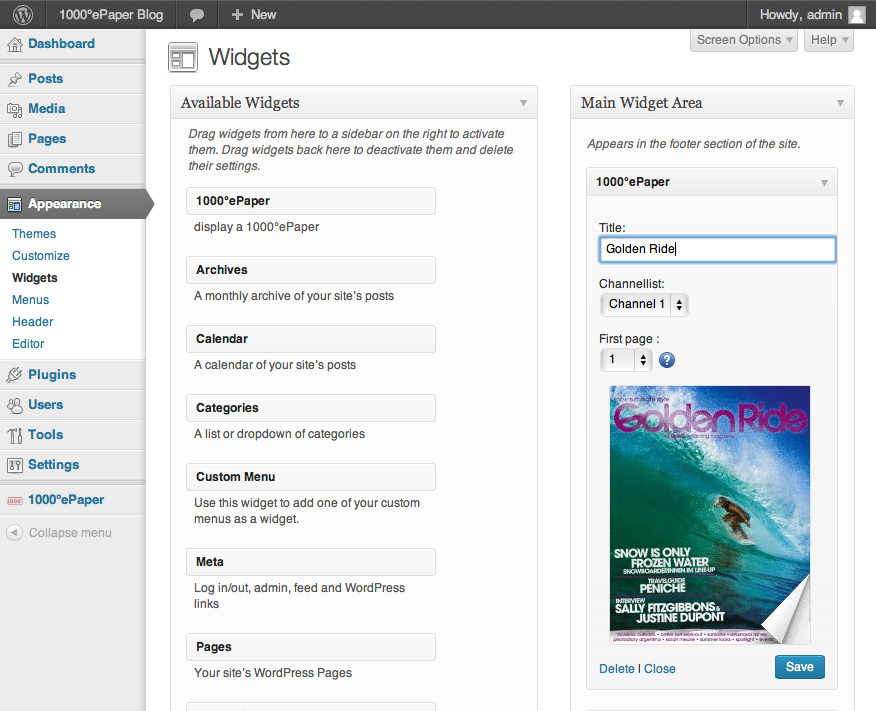 1000°ePaper Blog
New
Howdy, admin
Dashboard
Posts
Media
Pages
Comments
Appearance
Themes
Customize
Widgets
Menus
Header
Editor
Plugins
Users
Tools
Settings
1000°
1000°ePaper
Collapse menu
Screen Options
Help
Widgets
Available Widgets
Drag widgets from here to a sidebar on the right to activate
them. Drag widgets back here to deactivate them and delete
their settings.
1000°ePaper
display a 1000°ePaper
Archives
A monthly archive of your site's posts
Calendar
A calendar of your site's posts
Categories
A list or dropdown of categories
Custom Menu
Use this widget to add one of your custom
menus as a widget.
Meta
Log in/out, admin, feed and WordPress
links
Pages
Your site's WordPress Pages
Main Widget Area
Appears in the footer section of the site.
1000°ePaper
Title:
Golden Ride
Channellist:
Channel 1
First page :
1
?
Golden Ride
SNOW IS ONLY
FROZEN WATER
SNOWBOARDERINNEN IM LINE-UP
TRAVELGUIDE
PENICHE
INTERVIEW
SALLY FITZGIBBONS &
JUSTINE DUPONT
Delete | Close
Save